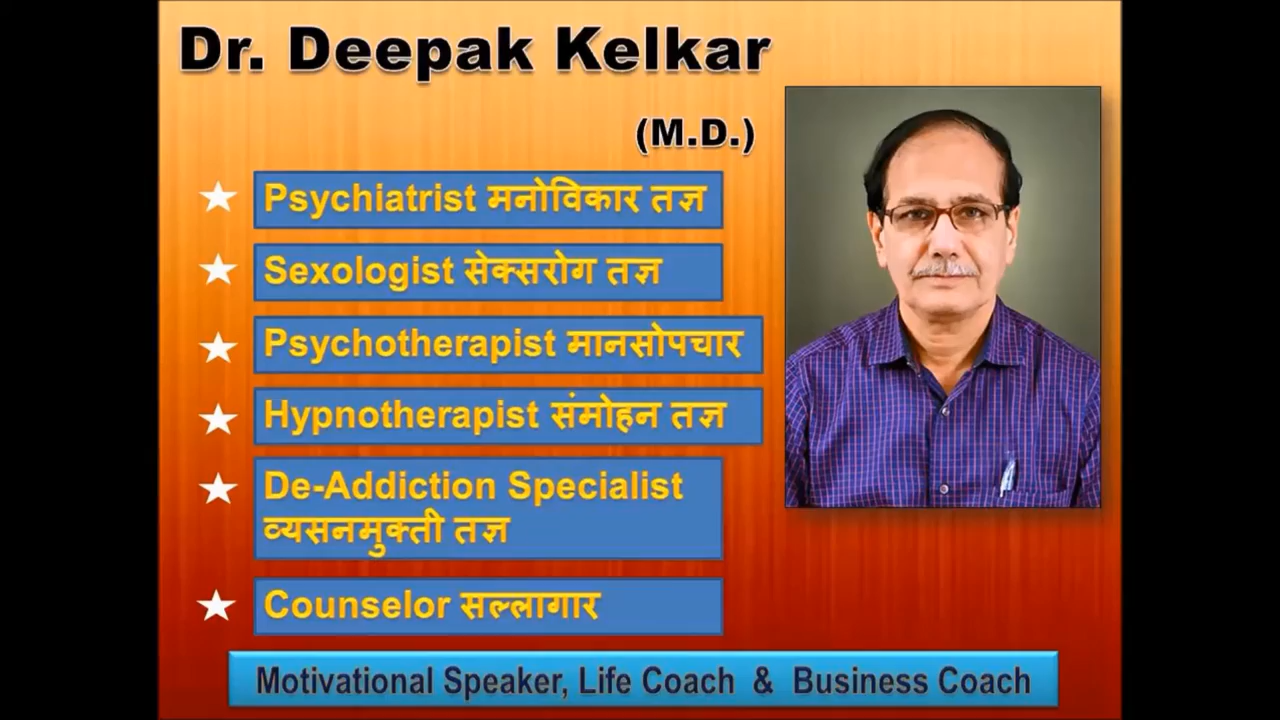 Dr. Deepak Kelkar
(M.D.)
Psychiatrist मनोविकार तज्ञ
Sexologist सेक्सरोग तज्ञ
Psychotherapist मानसोपचार
Hypnotherapist संमोहन तज्ञ
De-Addiction Specialist
व्यसनमुक्ती तज्ञ
Counselor सल्लागार
Motivational Speaker, Life Coach & Business Coach